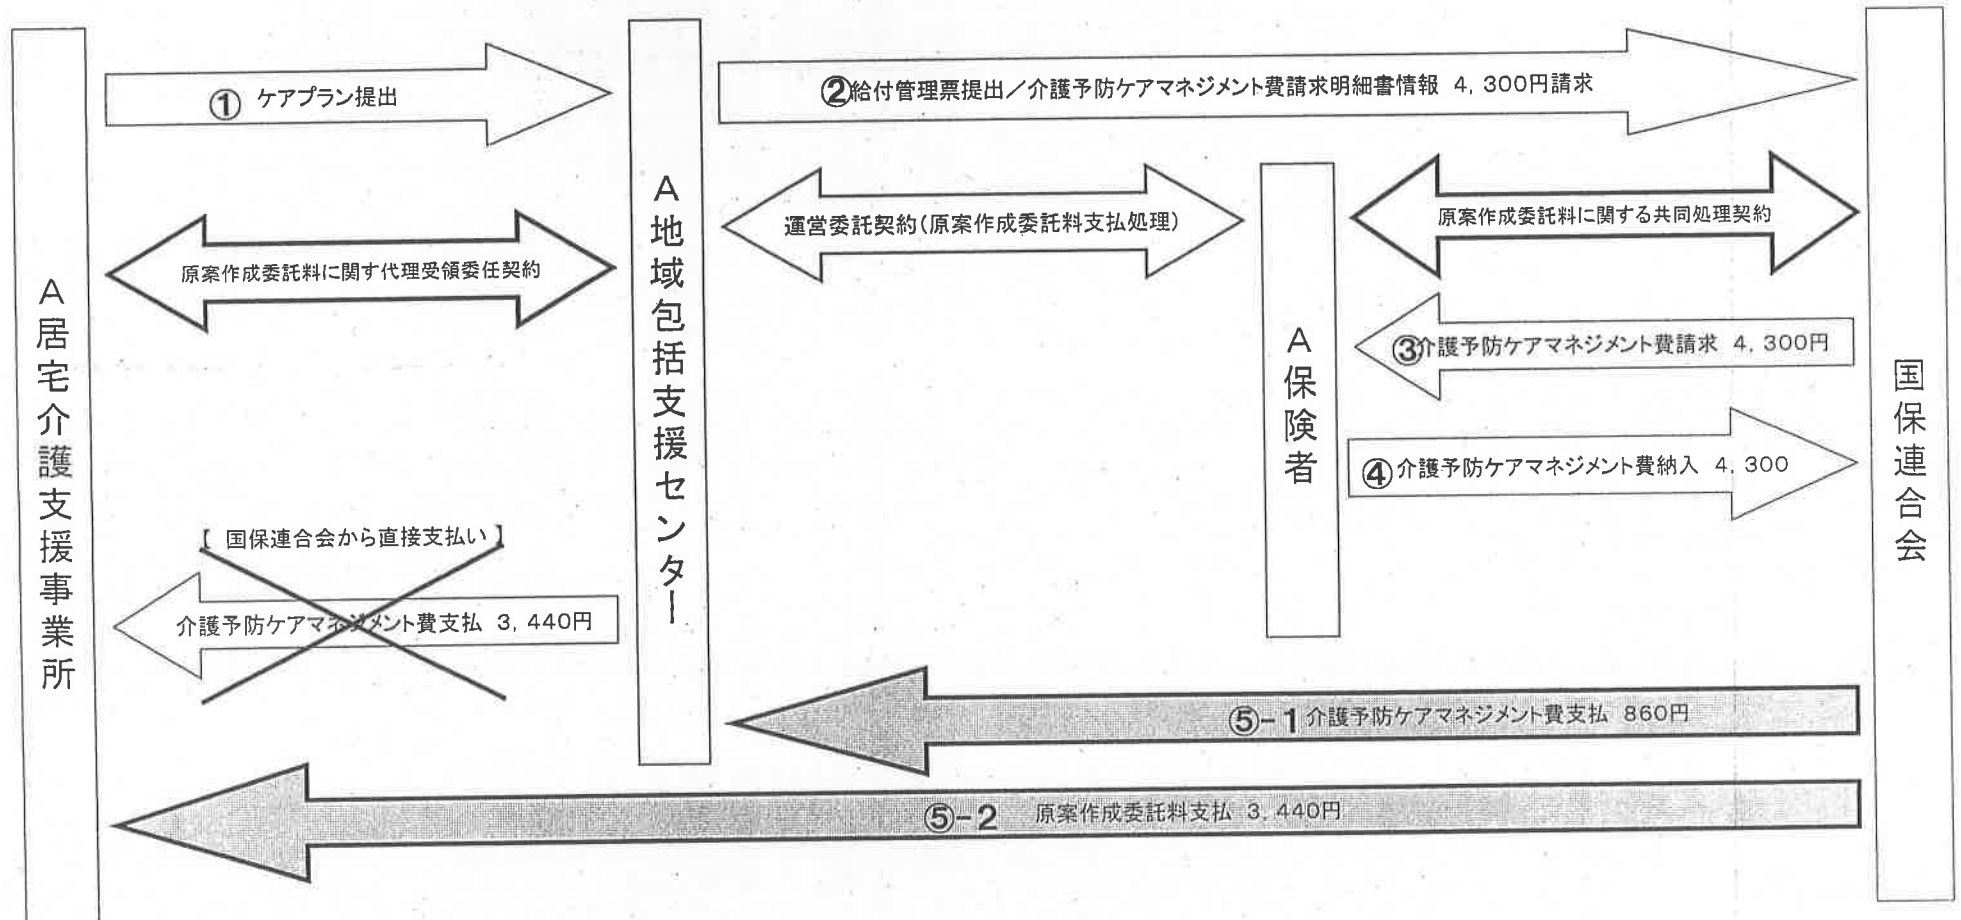 A居宅介護支援事業所
A地域包括支援センター
A保険者
国保連合会
① ケアプラン提出
②給付管理票提出／介護予防ケアマネジメント費請求明細書情報 4，300円請求
原案作成委託料に関す代理受領委任契約
運営委託契約（原案作成委託料支払処理）
原案作成委託料に関する共同処理契約
③介護予防ケアマネジメント費請求 4，300円
④介護予防ケアマネジメント費納入 4，300
【 国保連合会から直接支払い 】
介護予防ケアマネジメント費支払 3，440円
⑤-1 介護予防ケアマネジメント費支払 860円
⑤-2 原案作成委託料支払 3，440円